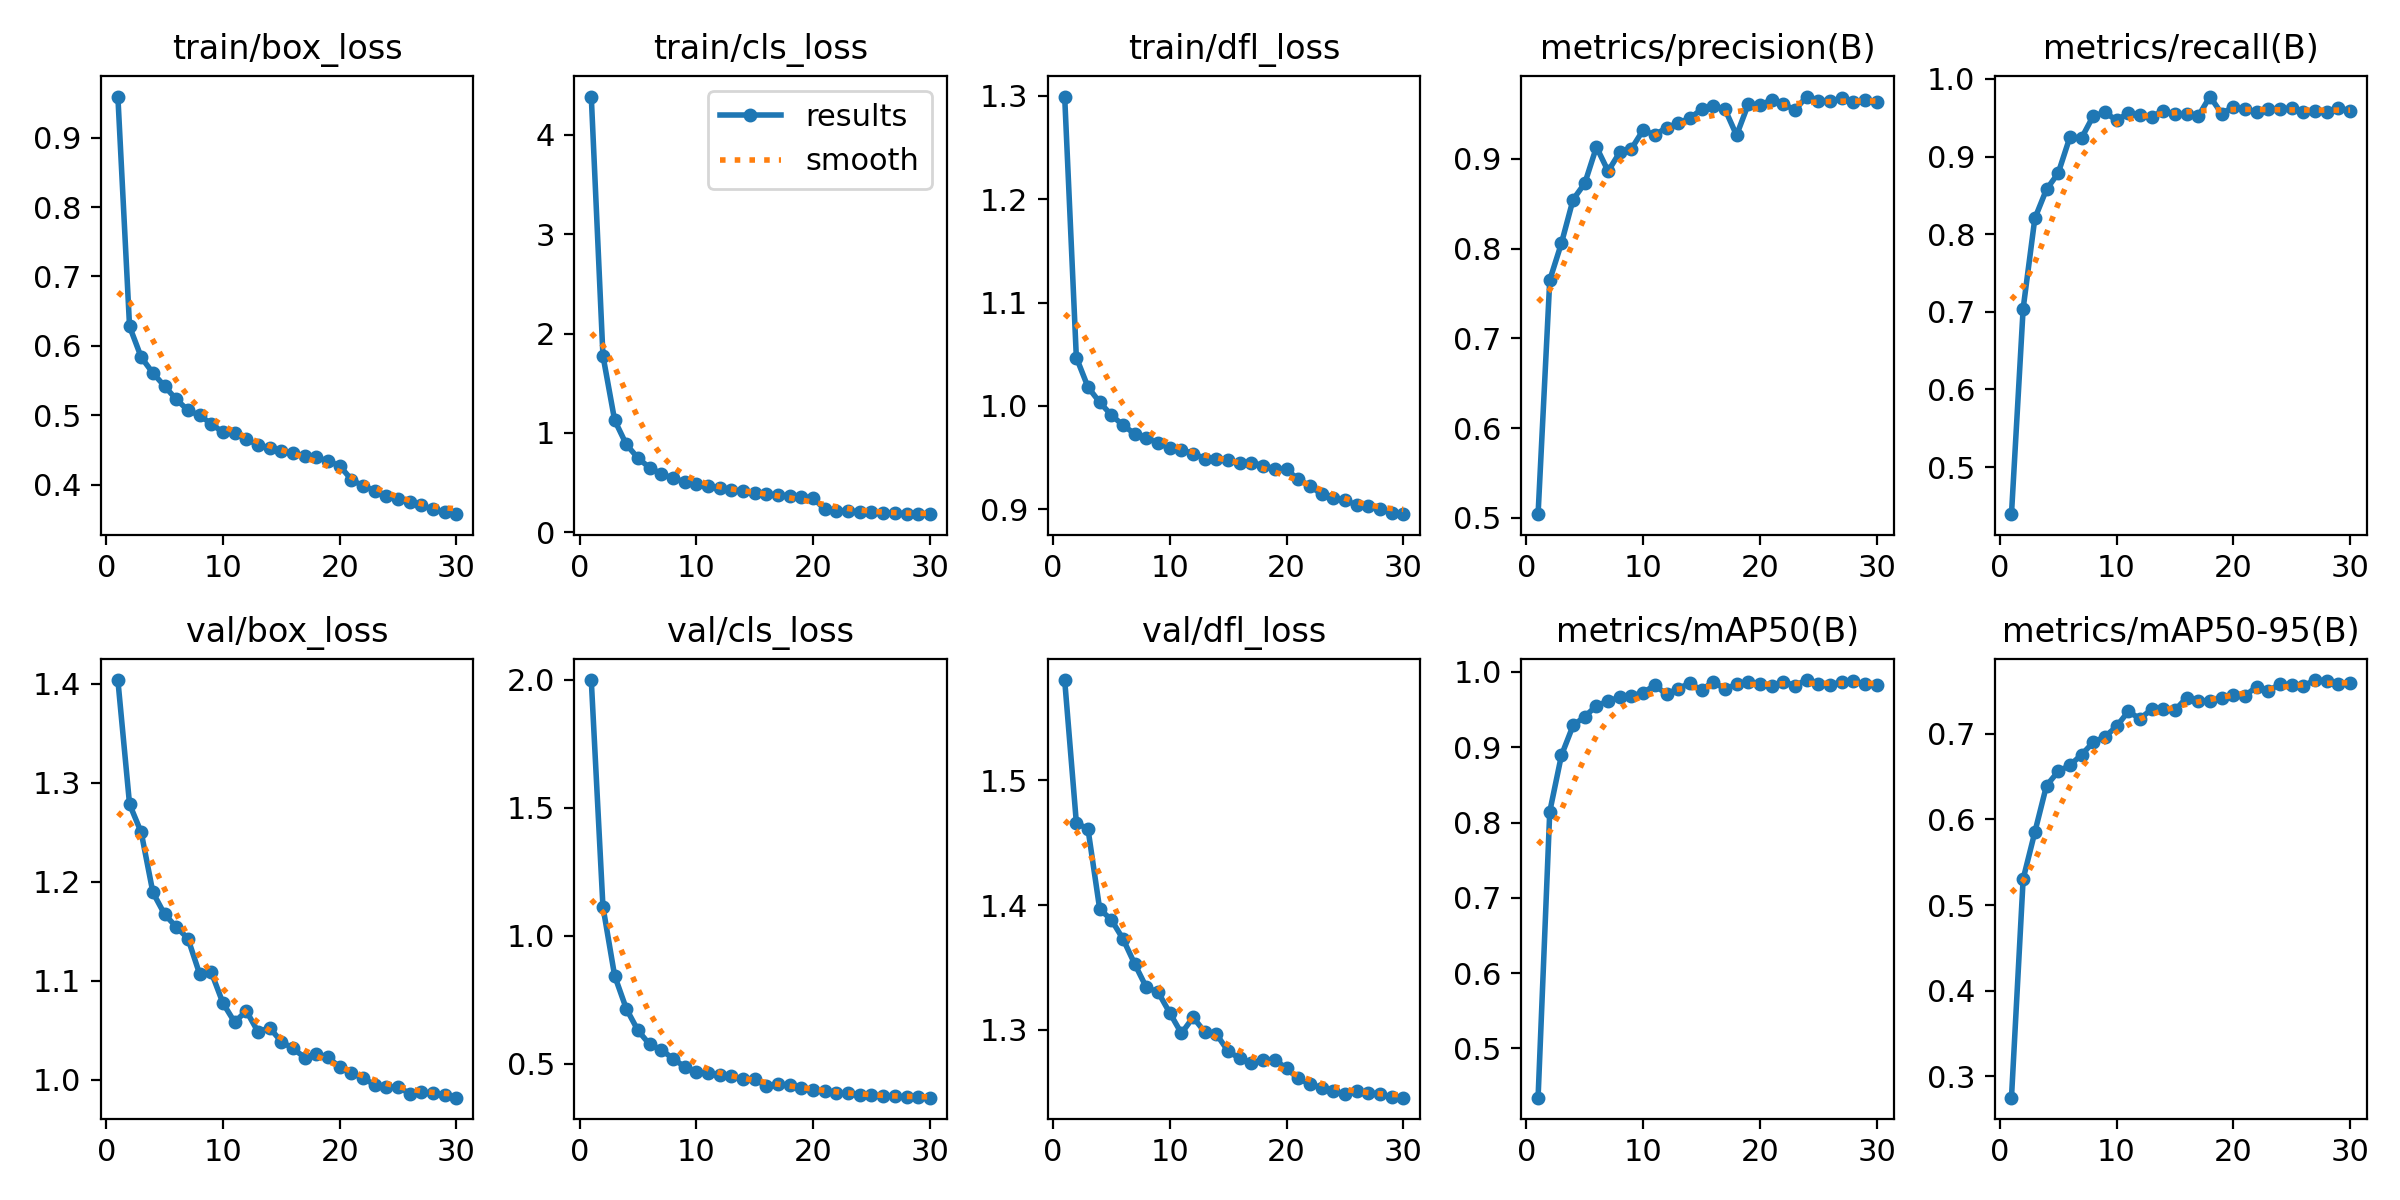 train/box_loss
train/cls_loss
train/dfl_loss
metrics/precision(B)
metrics/recall(B)
0.9
0.8
0.7
0.6
0.5
0.4
0 10 20 30
results
smooth
4
3
2
1
0
0 10 20 30
1.3
1.2
1.1
1.0
0.9
0 10 20 30
0.9
0.8
0.7
0.6
0.5
0 10 20 30
1.0
0.9
0.8
0.7
0.6
0.5
0 10 20 30
val/box_loss
val/cls_loss
val/dfl_loss
metrics/mAP50(B)
metrics/mAP50-95(B)
1.4
1.3
1.2
1.1
1.0
0 10 20 30
2.0
1.5
1.0
0.5
0 10 20 30
1.5
1.4
1.3
0 10 20 30
1.0
0.9
0.8
0.7
0.6
0.5
0 10 20 30
0.7
0.6
0.5
0.4
0.3
0 10 20 30